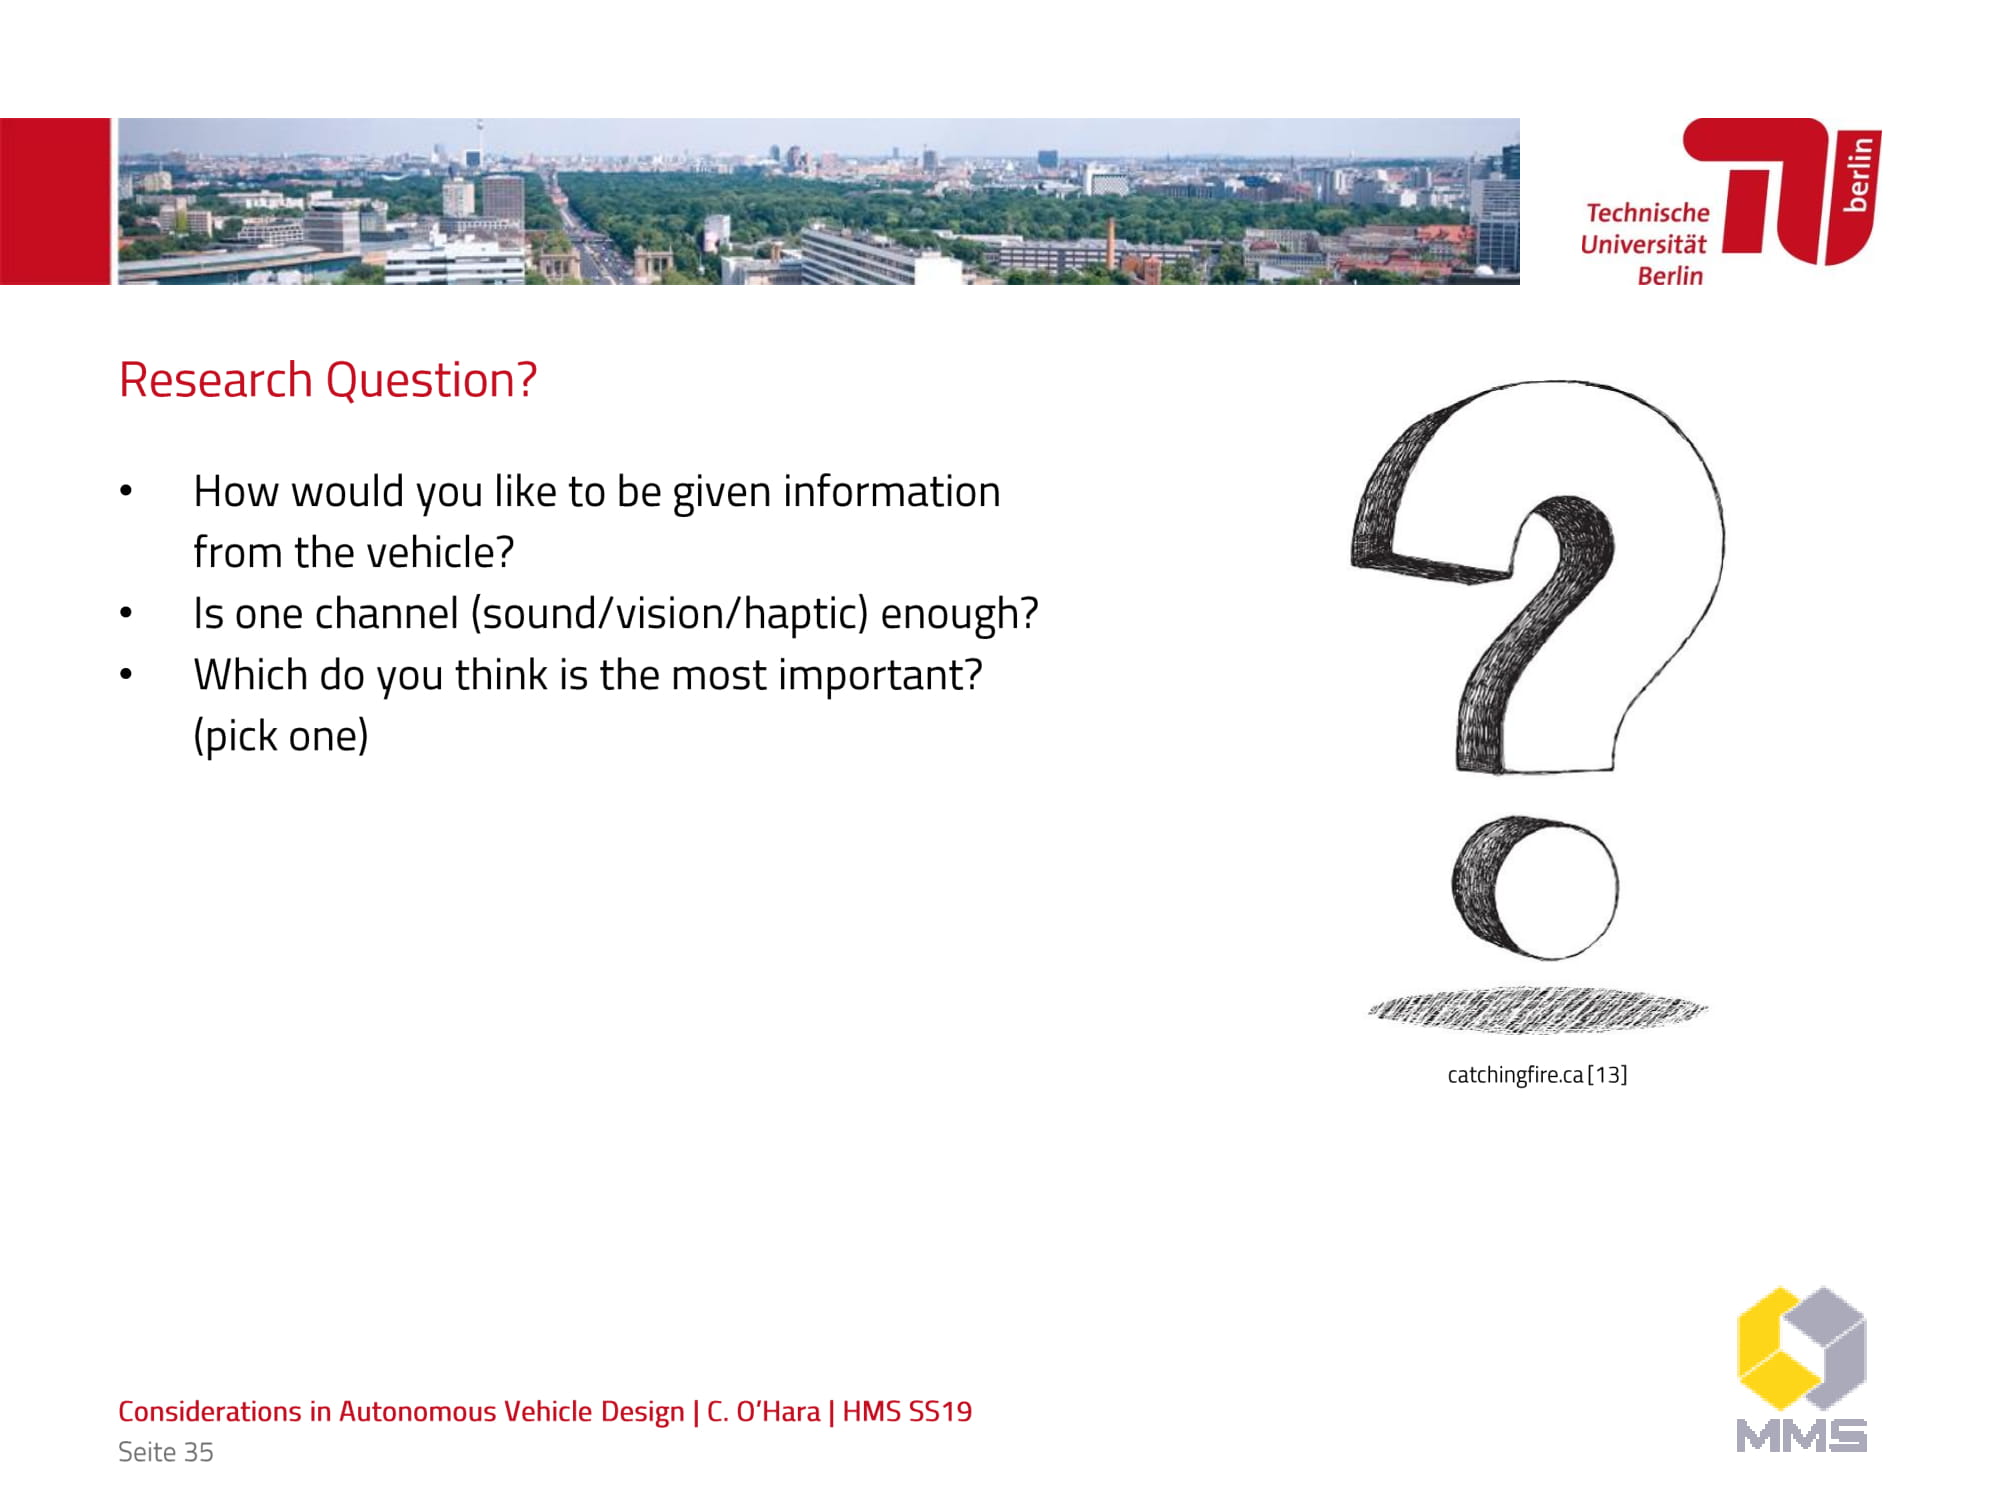 berlin
Technische
Universität
Berlin
Research Question?
• How would you like to be given information
from the vehicle?
• Is one channel (sound/vision/haptic) enough?
• Which do you think is the most important?
(pick one)
?
catchingfire.ca [13]
Considerations in Autonomous Vehicle Design | C. O’Hara | HMS SS19
Seite 35
MMS